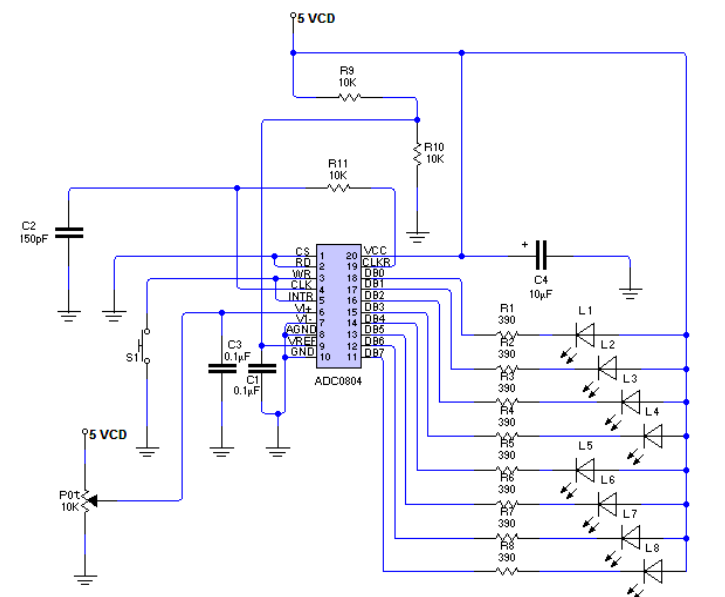 5 VCD
R9
10K
R10
10K
R11
10K
C2
150pF
CS 1 20 VCC
RD 2 19 CLKR
WR 3 18 DB0
CLK 4 17 DB1
INTR 5 16 DB2
VI+ 6 15 DB3
VI- 7 14 DB4
AGND 8 13 DB5
VREF 9 12 DB6
GND 10 11 DB7
ADC0804
+
C4
10µF
S1
C3
0.1µF
C1
0.1µF
5 VCD
P0t
10K
R1
390
L1
R2
390
L2
R3
390
L3
R4
390
L4
R5
390
L5
R6
390
L6
R7
390
L7
R8
390
L8